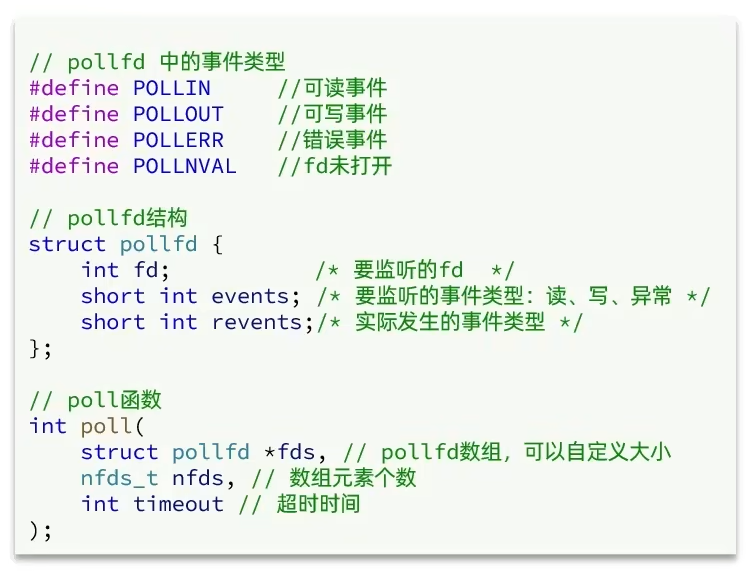 // pollfd 中的事件类型
#define POLLIN     //可读事件
#define POLLOUT    //可写事件
#define POLLERR    //错误事件
#define POLLNVAL   //fd未打开

// pollfd结构
struct pollfd {
    int fd;           /* 要监听的fd  */
    short int events; /* 要监听的事件类型：读、写、异常 */
    short int revents;/* 实际发生的事件类型 */
};

// poll函数
int poll(
    struct pollfd *fds, // pollfd数组，可以自定义大小
    nfds_t nfds, // 数组元素个数
    int timeout // 超时时间
);